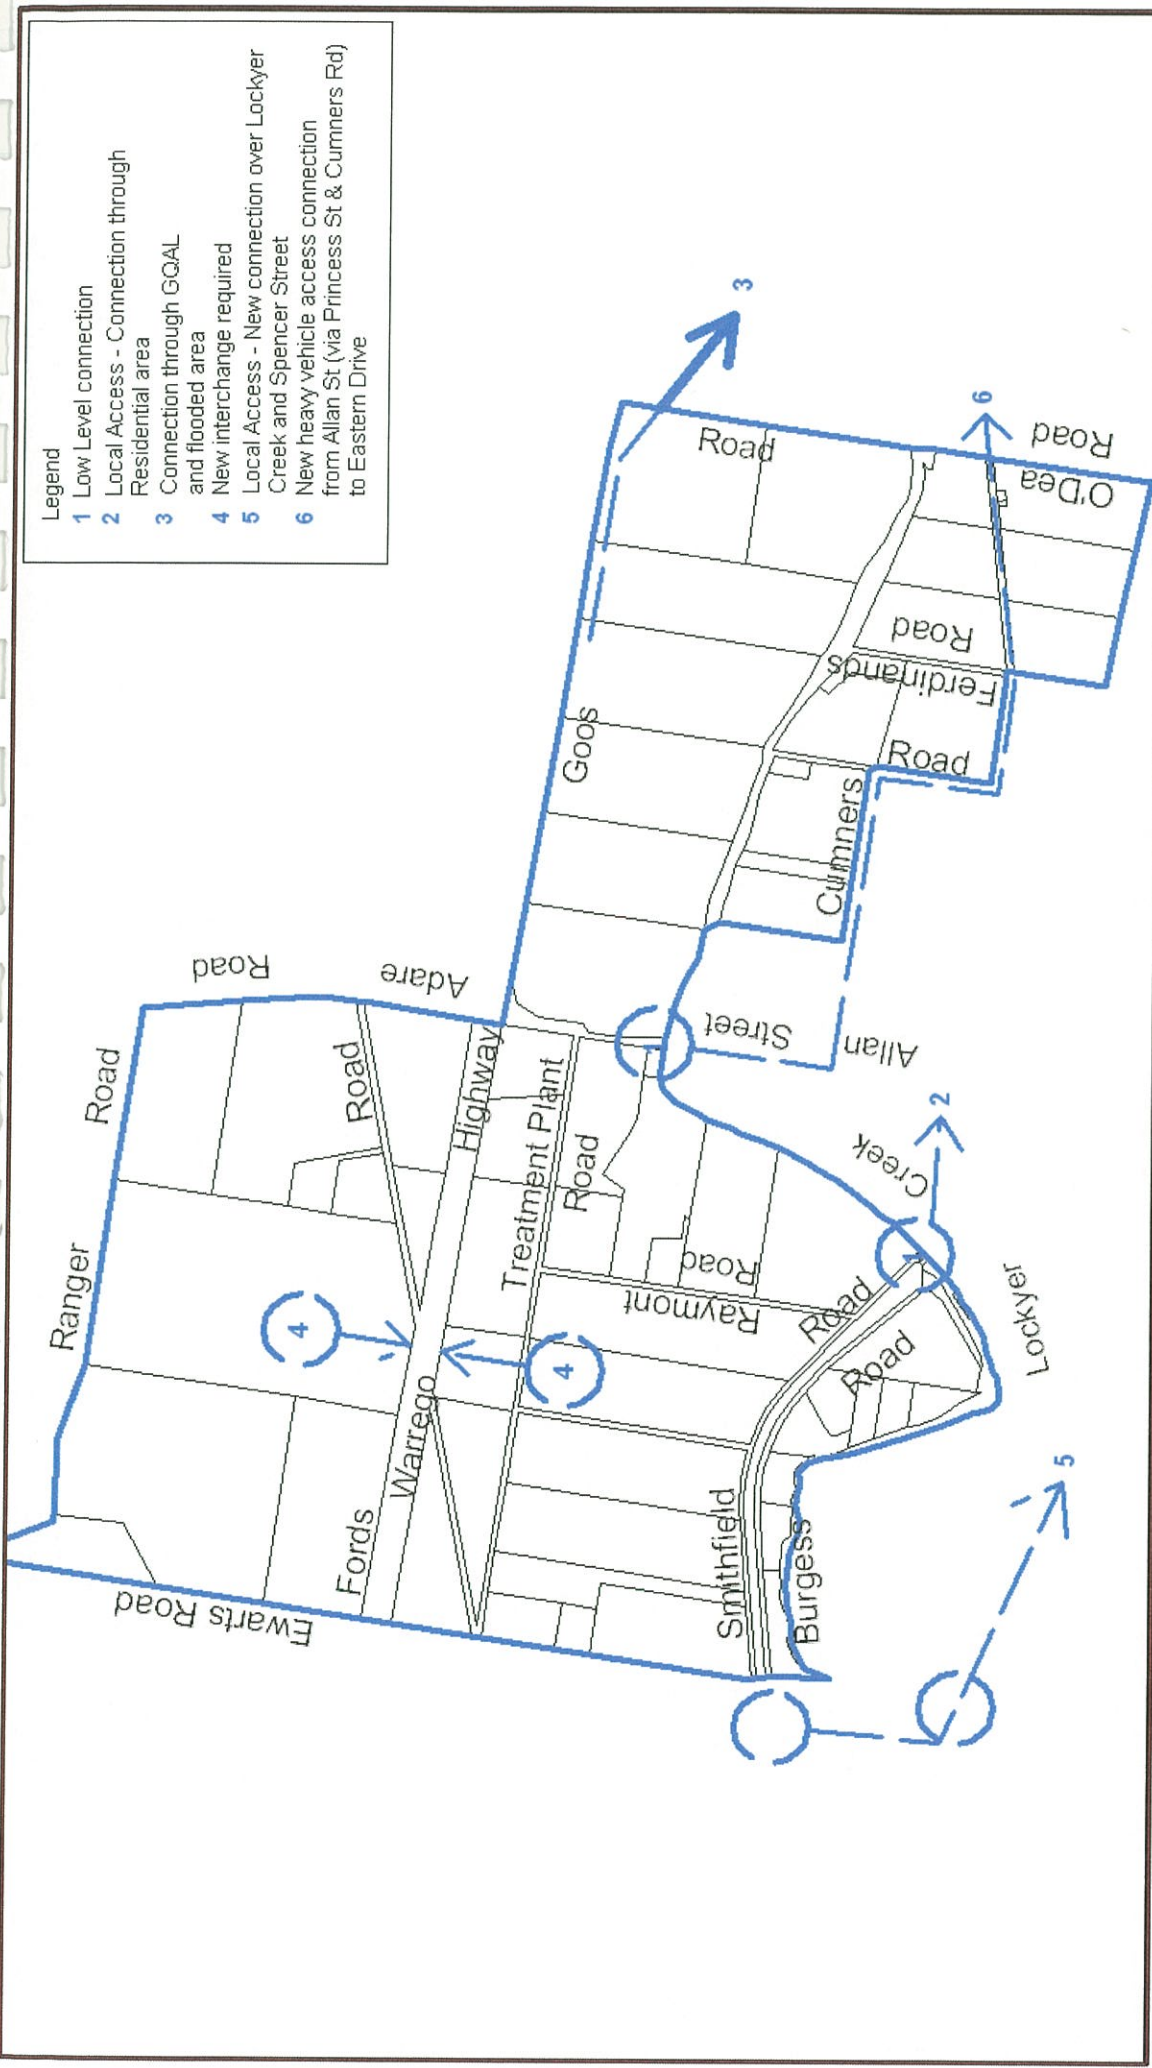 Legend
1 Low Level connection
2 Local Access - Connection through
Residential area
3 Connection through GQAL
and flooded area
4 New interchange required
5 Local Access - New connection over Lockyer
Creek and Spencer Street
6 New heavy vehicle access connection
from Allan St (via Princess St & Cumners Rd)
to Eastern Drive
Ranger Road
Ewarts Road
Adare Road
Fords Road
Warrego Highway
Treatment Plant
Road
Raymont Road
Smithfield Road
Burgess Road
Lockyer Creek
Allan Street
Goos Road
Cumners Road
Ferdinands Road
O'Dea Road
4
4
1
1
2
3
5
6